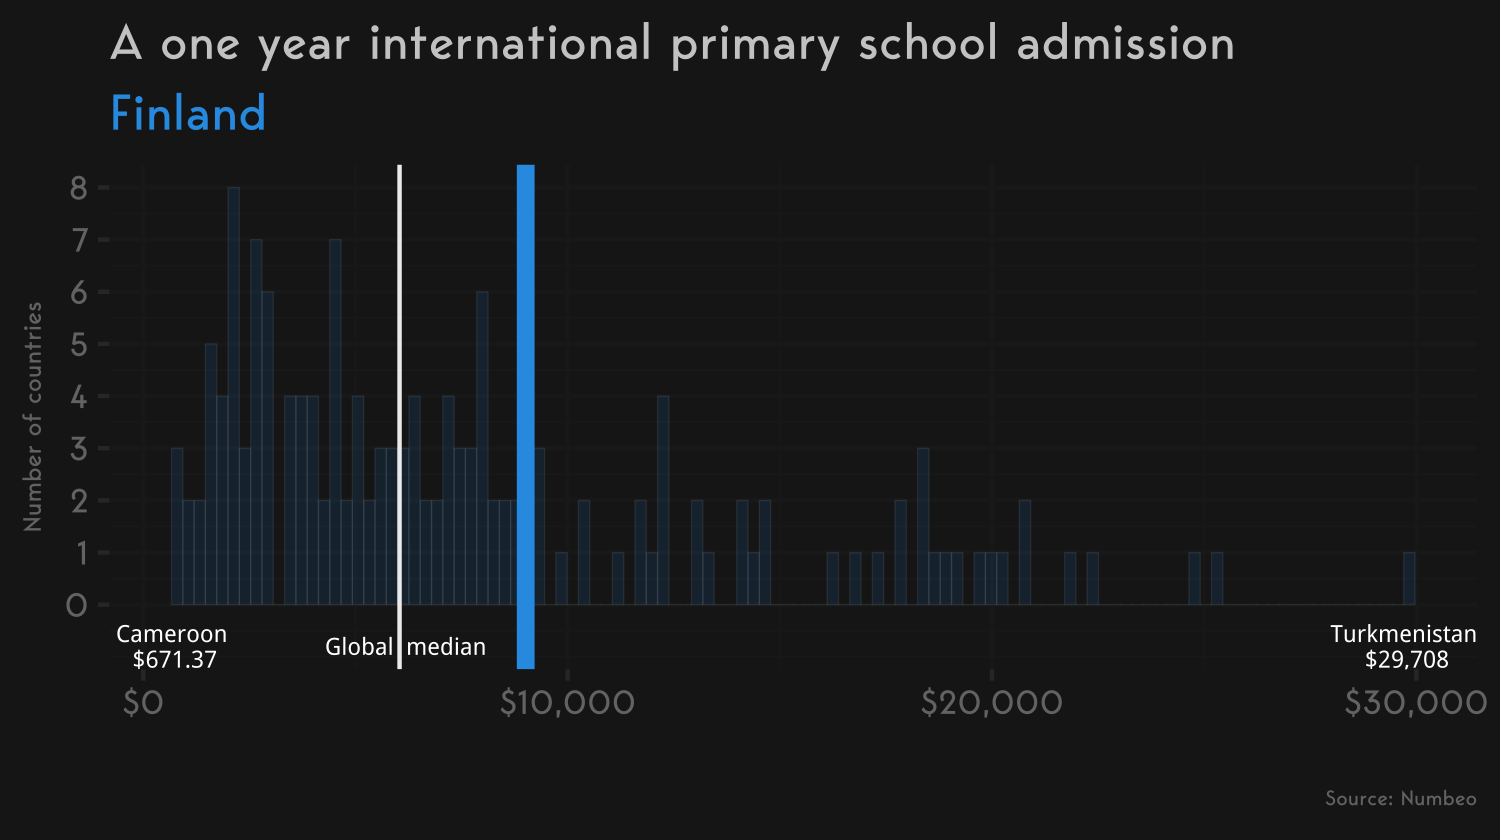 A one year international primary school admission
Finland
Number of countries
8
7
6
5
4
3
2
1
0
Cameroon
$671.37
Global median
Turkmenistan
$29,708
$0 $10,000 $20,000 $30,000
Source: Numbeo